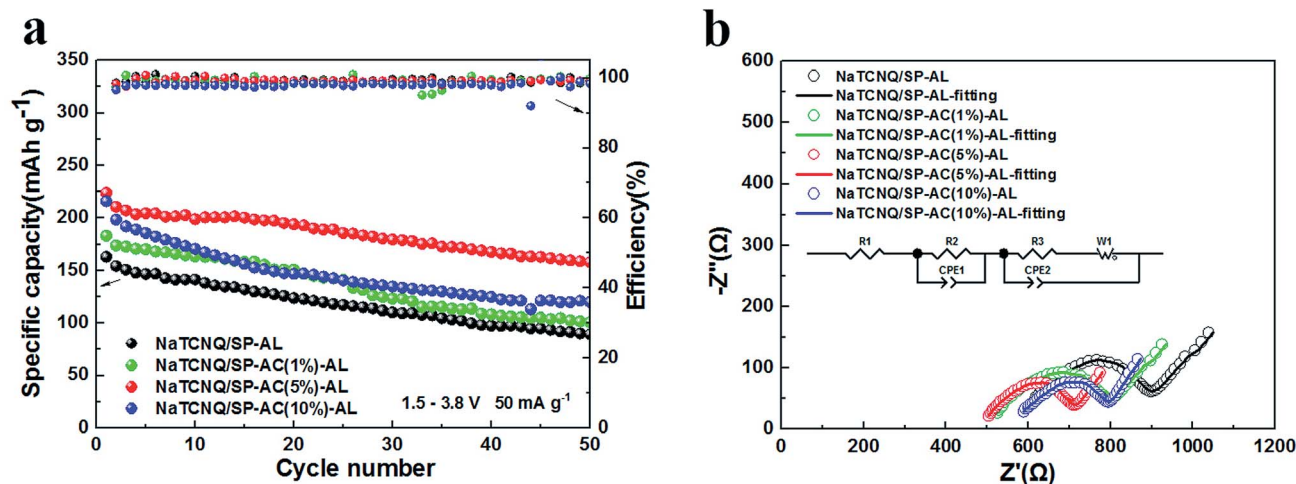 a
350
300
250
200
150
100
75
50
25
0
Specific capacity(mAh g⁻¹)
0 10 20 30 40 50
Cycle number
100
80
60
40
20
0
Efficiency(%)
NaTCNQ/SP-AL
NaTCNQ/SP-AC(1%)-AL
NaTCNQ/SP-AC(5%)-AL
NaTCNQ/SP-AC(10%)-AL
1.5 - 3.8 V 50 mA g⁻¹
b
600
500
400
300
200
100
0
-Z''(Ω)
0 200 400 600 800 1000 1200
Z'(Ω)
NaTCNQ/SP-AL
NaTCNQ/SP-AL-fitting
NaTCNQ/SP-AC(1%)-AL
NaTCNQ/SP-AC(1%)-AL-fitting
NaTCNQ/SP-AC(5%)-AL
NaTCNQ/SP-AC(5%)-AL-fitting
NaTCNQ/SP-AC(10%)-AL
NaTCNQ/SP-AC(10%)-AL-fitting
R1 R2 R3 W1
CPE1 CPE2